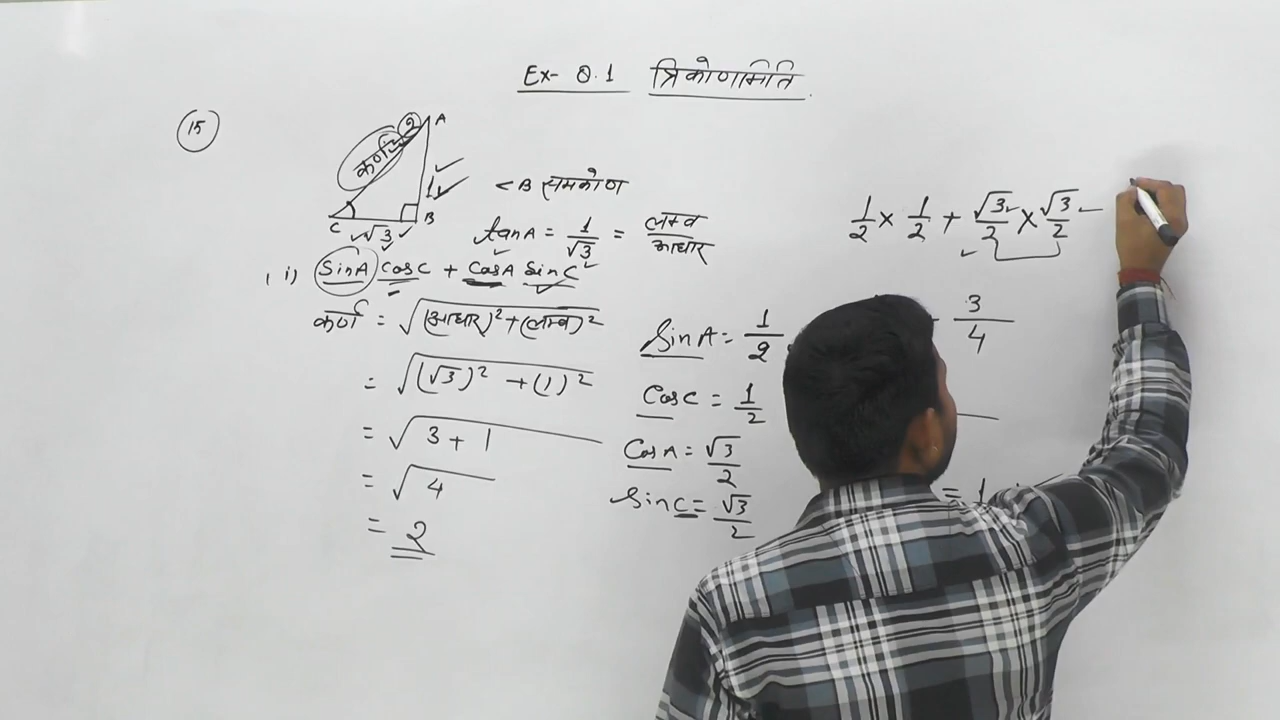 Ex- 8.1 त्रिकोणमिति
15
A
2
कर्ण
1
C
B
√3
<B समकोण
tanA = 1/√3 = लम्ब/आधार
(i) SinA CosC + CosA SinC
कर्ण = √(आधार)² + (लम्ब)²
= √(√3)² + (1)²
= √3 + 1
= √4
= 2
SinA = 1/2
CosC = 1/2
CosA = √3/2
SinC = √3/2
1/2 × 1/2 + √3/2 × √3/2
3/4
= 1